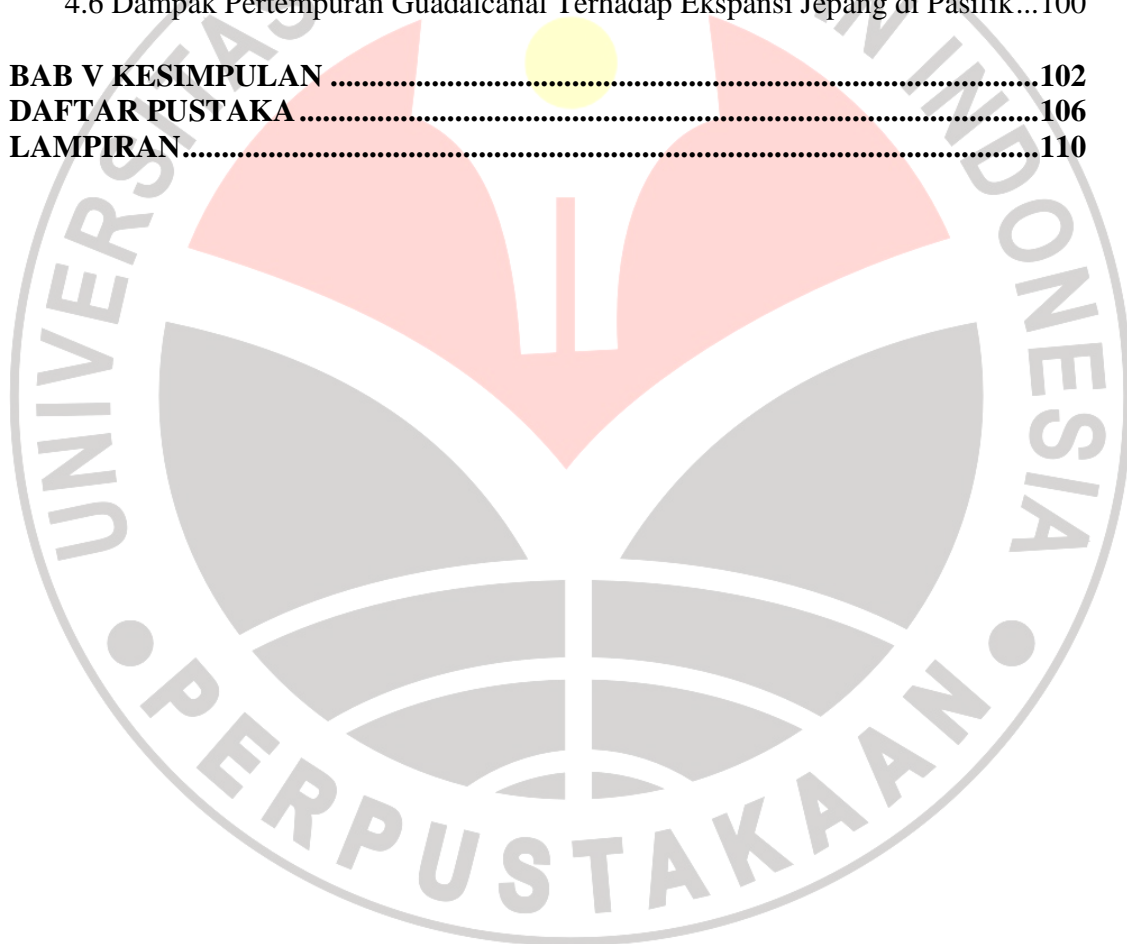 4.6 Dampak Pertempuran Guadalcanal Terhadap Ekspansi Jepang di Pasifik...100
BAB V KESIMPULAN ..........................................................................................102
DAFTAR PUSTAKA ..............................................................................................106
LAMPIRAN.............................................................................................................110
UNIVERSITAS AN INDONESIA
PERPUSTAKAAN